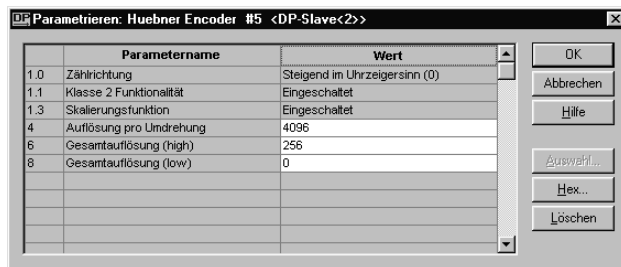 DP Parametrieren: Huebner Encoder #5 <DP-Slave<2>>
Parametername Wert
1.0 Zählrichtung Steigend im Uhrzeigersinn (0)
1.1 Klasse 2 Funktionalität Eingeschaltet
1.3 Skalierungsfunktion Eingeschaltet
4 Auflösung pro Umdrehung 4096
6 Gesamtauflösung (high) 256
8 Gesamtauflösung (low) 0
OK
Abbrechen
Hilfe
Auswahl...
Hex...
Löschen